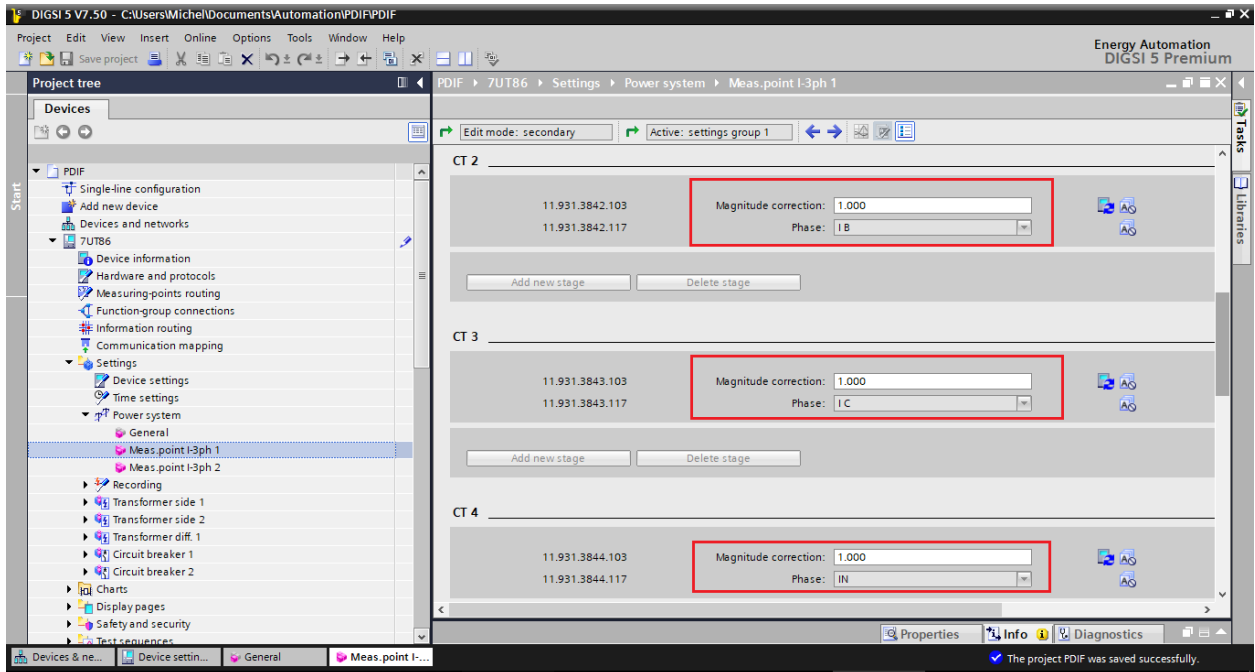 DIGSI 5 V7.50 - C:\Users\Michel\Documents\Automation\PDIF\PDIF
Project Edit View Insert Online Options Tools Window Help
Energy Automation
DIGSI 5 Premium
Save project
Project tree
PDIF ▸ 7UT86 ▸ Settings ▸ Power system ▸ Meas.point I-3ph 1
Devices
Edit mode: secondary
Active: settings group 1
Start
Tasks
Libraries
PDIF
Single-line configuration
Add new device
Devices and networks
7UT86
Device information
Hardware and protocols
Measuring-points routing
Function-group connections
Information routing
Communication mapping
Settings
Device settings
Time settings
Power system
General
Meas.point I-3ph 1
Meas.point I-3ph 2
Recording
Transformer side 1
Transformer side 2
Transformer diff. 1
Circuit breaker 1
Circuit breaker 2
Charts
Display pages
Safety and security
Test sequences
CT 2
11.931.3842.103 Magnitude correction: 1.000
11.931.3842.117 Phase: I B
Add new stage Delete stage
CT 3
11.931.3843.103 Magnitude correction: 1.000
11.931.3843.117 Phase: I C
Add new stage Delete stage
CT 4
11.931.3844.103 Magnitude correction: 1.000
11.931.3844.117 Phase: IN
Properties Info Diagnostics
Devices & ne... Device settin... General Meas.point I-...
The project PDIF was saved successfully.